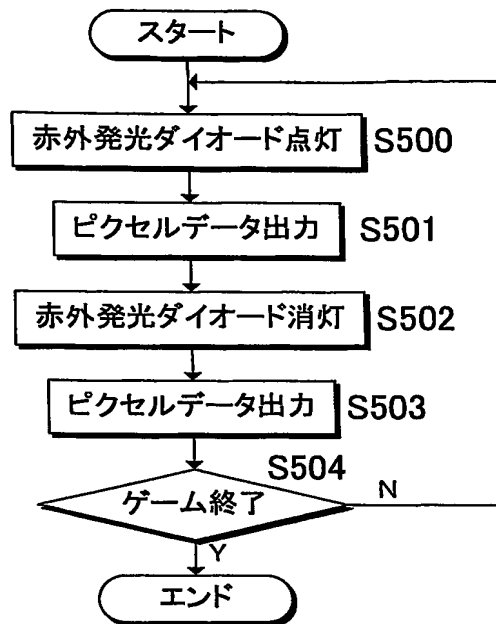 スタート
赤外発光ダイオード点灯 S500
ピクセルデータ出力 S501
赤外発光ダイオード消灯 S502
ピクセルデータ出力 S503
S504
ゲーム終了 N
Y
エンド